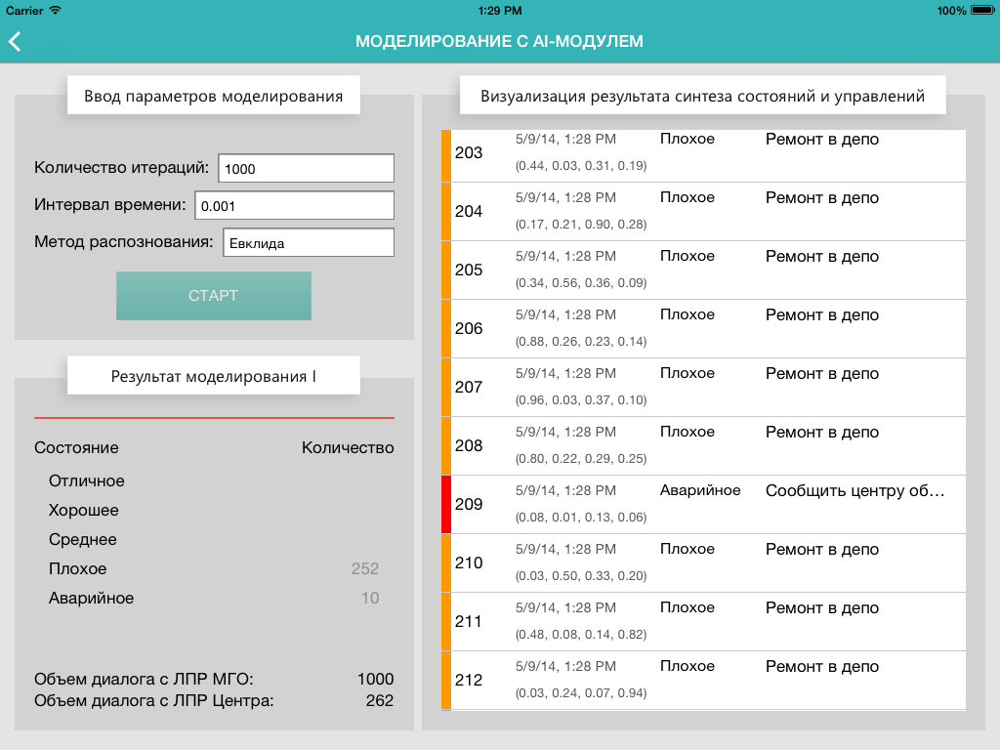 Carrier 1:29 PM 100%
МОДЕЛИРОВАНИЕ С AI-МОДУЛЕМ
Ввод параметров моделирования
Количество итераций: 1000
Интервал времени: 0.001
Метод распознования: Евклида
СТАРТ
Результат моделирования I
Состояние Количество
Отличное
Хорошее
Среднее
Плохое 252
Аварийное 10
Объем диалога с ЛПР МГО: 1000
Объем диалога с ЛПР Центра: 262
Визуализация результата синтеза состояний и управлений
203 5/9/14, 1:28 PM Плохое Ремонт в депо
(0.44, 0.03, 0.31, 0.19)
204 5/9/14, 1:28 PM Плохое Ремонт в депо
(0.17, 0.21, 0.90, 0.28)
205 5/9/14, 1:28 PM Плохое Ремонт в депо
(0.34, 0.56, 0.36, 0.09)
206 5/9/14, 1:28 PM Плохое Ремонт в депо
(0.88, 0.26, 0.23, 0.14)
207 5/9/14, 1:28 PM Плохое Ремонт в депо
(0.96, 0.03, 0.37, 0.10)
208 5/9/14, 1:28 PM Плохое Ремонт в депо
(0.80, 0.22, 0.29, 0.25)
209 5/9/14, 1:28 PM Аварийное Сообщить центру об…
(0.08, 0.01, 0.13, 0.06)
210 5/9/14, 1:28 PM Плохое Ремонт в депо
(0.03, 0.50, 0.33, 0.20)
211 5/9/14, 1:28 PM Плохое Ремонт в депо
(0.48, 0.08, 0.14, 0.82)
212 5/9/14, 1:28 PM Плохое Ремонт в депо
(0.03, 0.24, 0.07, 0.94)